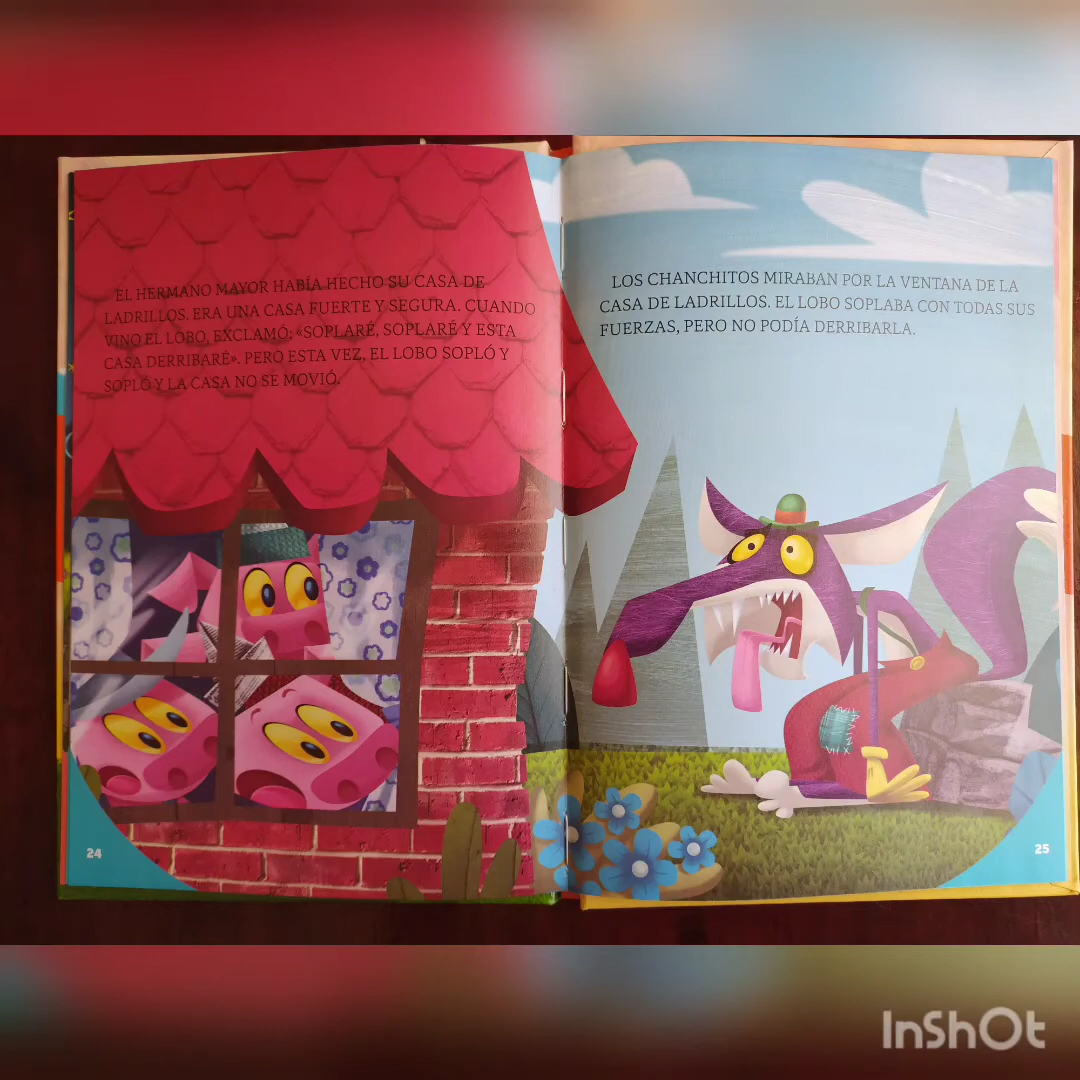 EL HERMANO MAYOR HABÍA HECHO SU CASA DE
LADRILLOS. ERA UNA CASA FUERTE Y SEGURA. CUANDO
VINO EL LOBO, EXCLAMÓ: «SOPLARÉ, SOPLARÉ Y ESTA
CASA DERRIBARÉ». PERO ESTA VEZ, EL LOBO SOPLÓ Y
SOPLÓ Y LA CASA NO SE MOVIÓ.
24
LOS CHANCHITOS MIRABAN POR LA VENTANA DE LA
CASA DE LADRILLOS. EL LOBO SOPLABA CON TODAS SUS
FUERZAS, PERO NO PODÍA DERRIBARLA.
25
InShOt